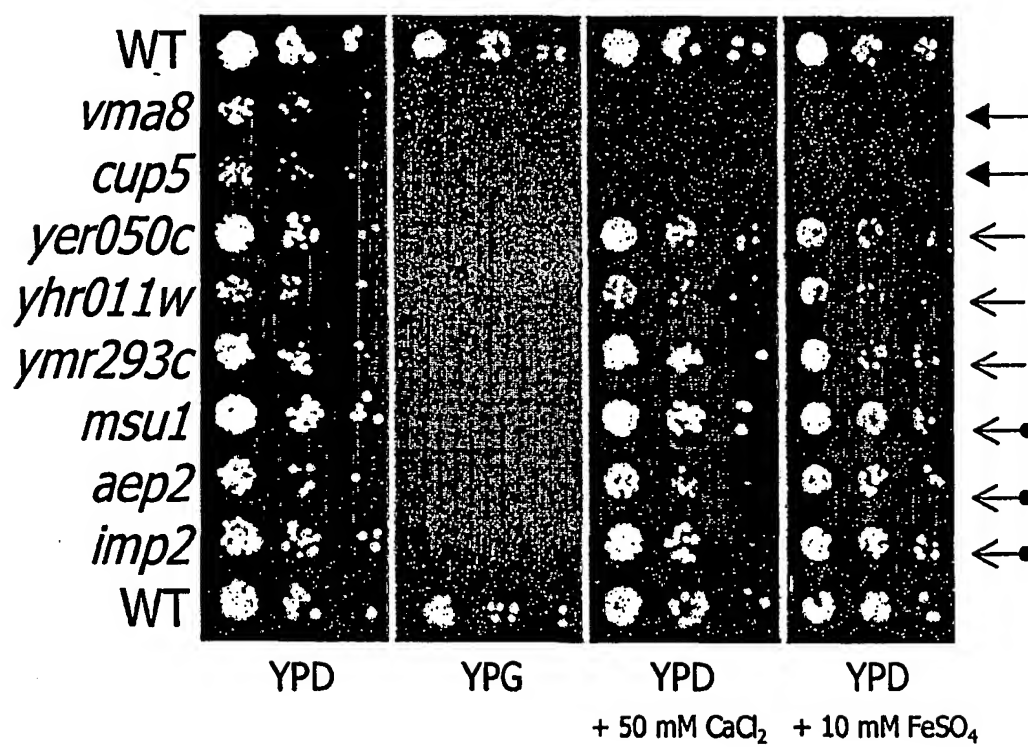 WT
vma8
cup5
yer050c
yhr011w
ymr293c
msu1
aep2
imp2
WT
YPD YPG YPD YPD
+ 50 mM CaCl₂ + 10 mM FeSO₄